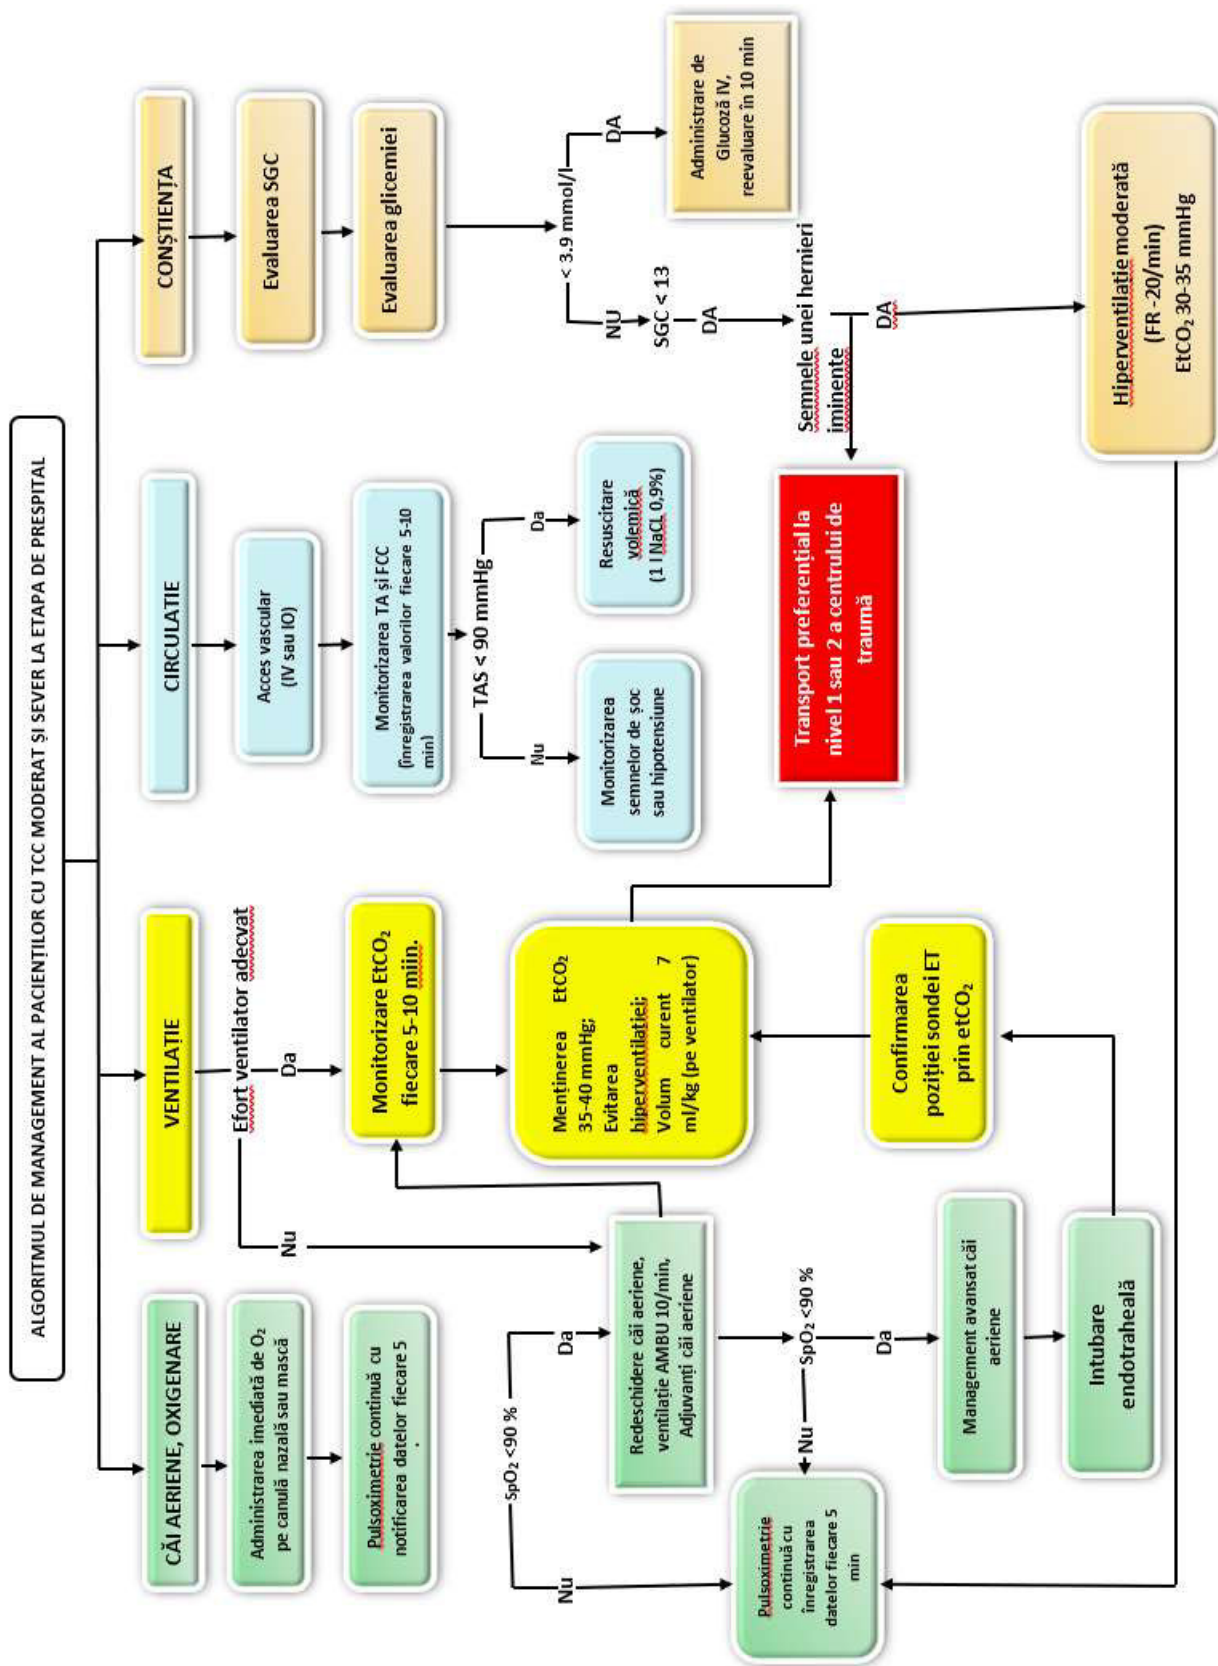 ALGORITMUL DE MANAGEMENT AL PACIENȚILOR CU TCC MODERAT ȘI SEVER LA ETAPA DE PRESPITAL
CĂI AERIENE, OXIGENARE
Administrarea imediată de O₂
pe canulă nazală sau mască
Pulsoximetrie continuă cu
notificarea datelor fiecare 5
.
SpO₂ <90 %
Nu
Da
Redeschidere căi aeriene,
ventilație AMBU 10/min,
Adjuvanți căi aeriene
SpO₂ <90 %
Nu
Da
Pulsoximetrie
continuă cu
înregistrarea
datelor fiecare 5
min
Management avansat căi
aeriene
Intubare
endotraheală
VENTILAȚIE
Efort ventilator adecvat
Nu
Da
Monitorizare EtCO₂
fiecare 5-10 miin.
Menținerea EtCO₂
35-40 mmHg;
Evitarea
hiperventilației;
Volum curent 7
ml/kg (pe ventilator)
Confirmarea
poziției sondei ET
prin etCO₂
CIRCULATIE
Acces vascular
(IV sau IO)
Monitorizarea TA și FCC
(înregistrarea valorilor fiecare 5-10
min)
TAS < 90 mmHg
Nu
Da
Monitorizarea
semnelor de șoc
sau hipotensiune
Resuscitare
volemică
(1 l NaCL 0,9%)
Transport preferențial la
nivel 1 sau 2 a centrului de
traumă
CONȘTIENȚA
Evaluarea SGC
Evaluarea glicemiei
< 3.9 mmol/l
NU
DA
SGC < 13
DA
Administrare de
Glucoză IV,
reevaluare în 10 min
Semnele unei hernieri
iminente
DA
Hiperventilatie moderată
(FR -20/min)
EtCO₂ 30-35 mmHg